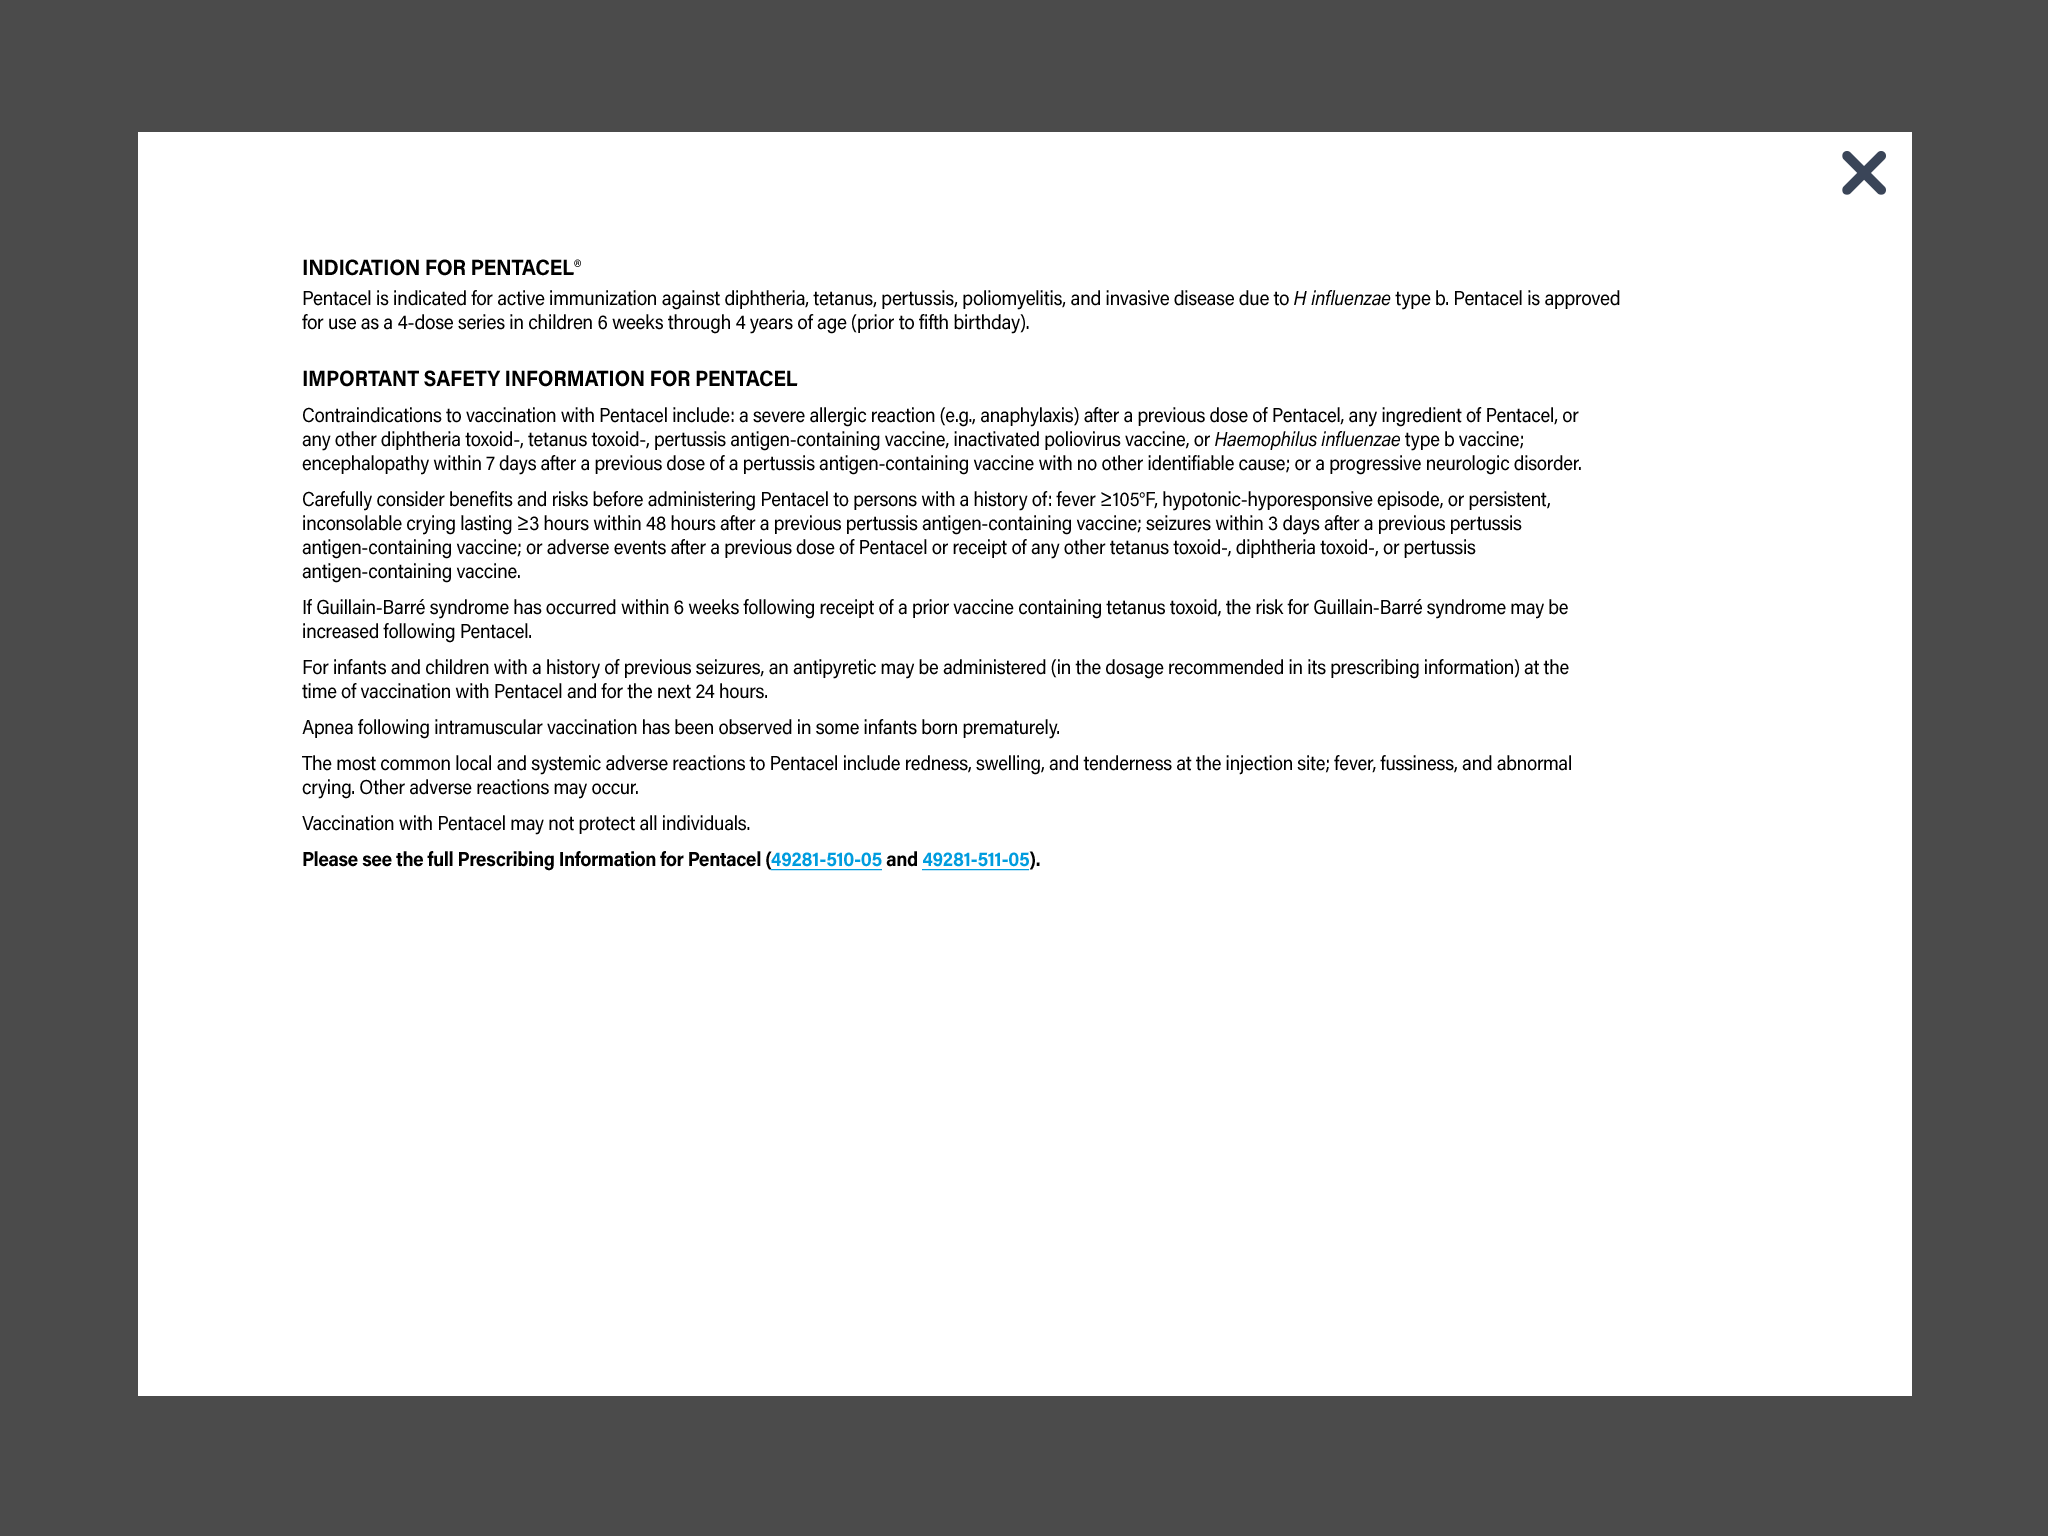 INDICATION FOR PENTACEL®
Pentacel is indicated for active immunization against diphtheria, tetanus, pertussis, poliomyelitis, and invasive disease due to H influenzae type b. Pentacel is approved
for use as a 4-dose series in children 6 weeks through 4 years of age (prior to fifth birthday).
IMPORTANT SAFETY INFORMATION FOR PENTACEL
Contraindications to vaccination with Pentacel include: a severe allergic reaction (e.g., anaphylaxis) after a previous dose of Pentacel, any ingredient of Pentacel, or
any other diphtheria toxoid-, tetanus toxoid-, pertussis antigen-containing vaccine, inactivated poliovirus vaccine, or Haemophilus influenzae type b vaccine;
encephalopathy within 7 days after a previous dose of a pertussis antigen-containing vaccine with no other identifiable cause; or a progressive neurologic disorder.
Carefully consider benefits and risks before administering Pentacel to persons with a history of: fever ≥105°F, hypotonic-hyporesponsive episode, or persistent,
inconsolable crying lasting ≥3 hours within 48 hours after a previous pertussis antigen-containing vaccine; seizures within 3 days after a previous pertussis
antigen-containing vaccine; or adverse events after a previous dose of Pentacel or receipt of any other tetanus toxoid-, diphtheria toxoid-, or pertussis
antigen-containing vaccine.
If Guillain-Barré syndrome has occurred within 6 weeks following receipt of a prior vaccine containing tetanus toxoid, the risk for Guillain-Barré syndrome may be
increased following Pentacel.
For infants and children with a history of previous seizures, an antipyretic may be administered (in the dosage recommended in its prescribing information) at the
time of vaccination with Pentacel and for the next 24 hours.
Apnea following intramuscular vaccination has been observed in some infants born prematurely.
The most common local and systemic adverse reactions to Pentacel include redness, swelling, and tenderness at the injection site; fever, fussiness, and abnormal
crying. Other adverse reactions may occur.
Vaccination with Pentacel may not protect all individuals.
Please see the full Prescribing Information for Pentacel (49281-510-05 and 49281-511-05).